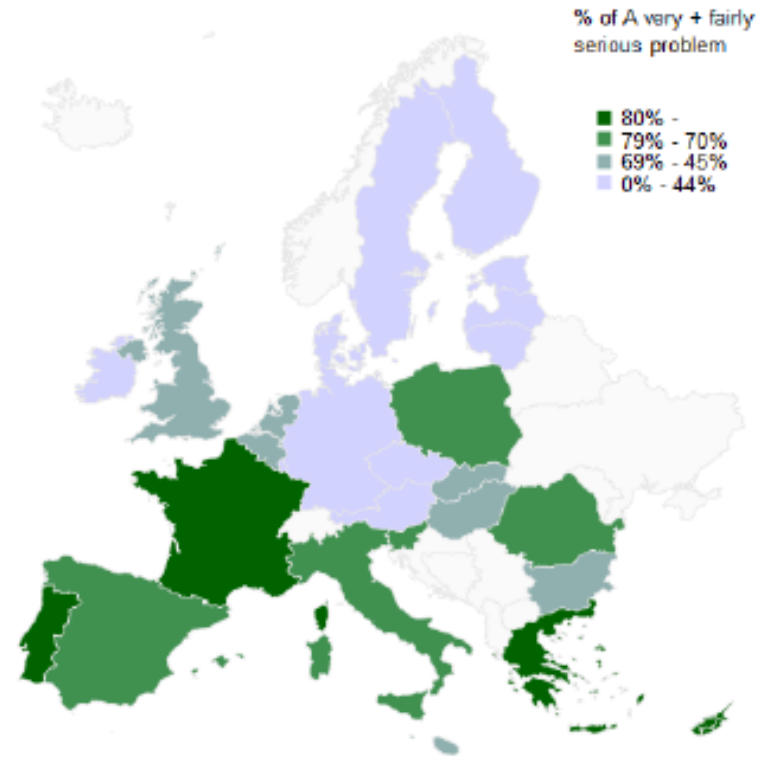 % of A very + fairly
serious problem
80% -
79% - 70%
69% - 45%
0% - 44%